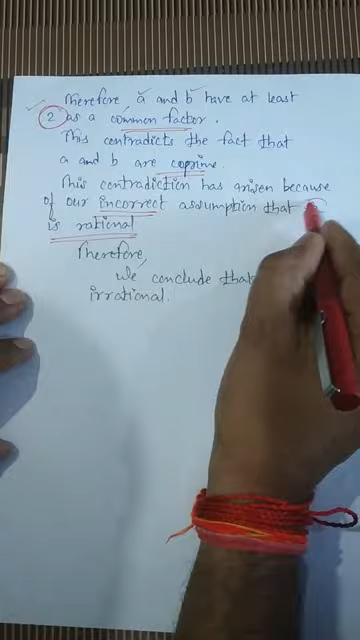 Therefore, a and b have at least
2 as a common factor.
This contradicts the fact that
a and b are coprime.
This contradiction has arisen because
of our incorrect assumption that
is rational
Therefore,
we conclude that
irrational.